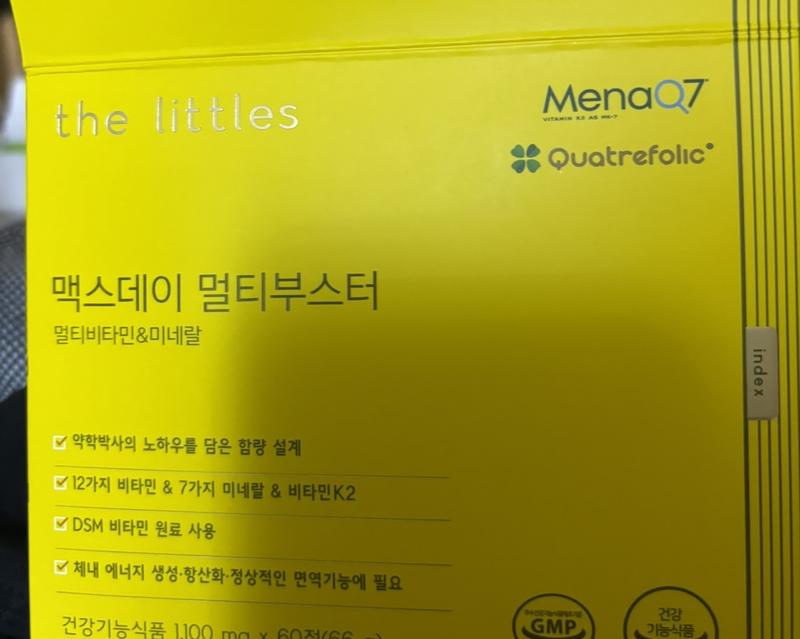 the littles
MenaQ7
VITAMIN K2 AS MK-7
Quatrefolic®
맥스데이 멀티부스터
멀티비타민&미네랄
index
약학박사의 노하우를 담은 함량 설계
12가지 비타민 & 7가지 미네랄 & 비타민K2
DSM 비타민 원료 사용
체내 에너지 생성·항산화·정상적인 면역기능에 필요
건강기능식품 1,100 mg x 60정(66 g)
GMP
건강
기능식품